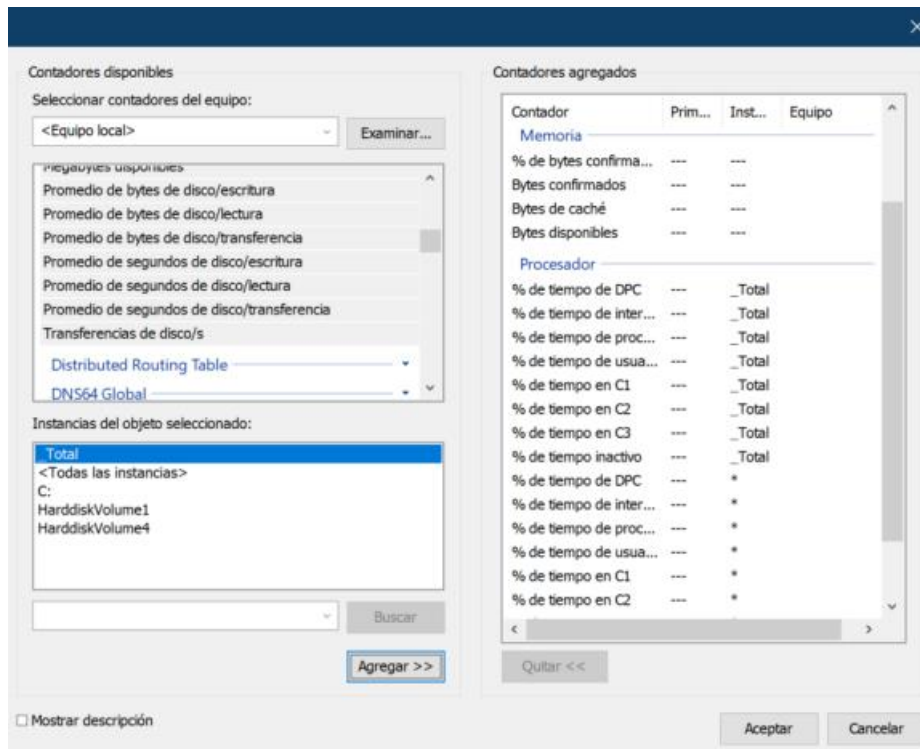 Contadores disponibles
Seleccionar contadores del equipo:
<Equipo local>
Examinar...
Megabytes disponibles
Promedio de bytes de disco/escritura
Promedio de bytes de disco/lectura
Promedio de bytes de disco/transferencia
Promedio de segundos de disco/escritura
Promedio de segundos de disco/lectura
Promedio de segundos de disco/transferencia
Transferencias de disco/s
Distributed Routing Table
DNS64 Global
Instancias del objeto seleccionado:
_Total
<Todas las instancias>
C:
HarddiskVolume1
HarddiskVolume4
Buscar
Agregar >>
Mostrar descripción
Contadores agregados
Contador Prim... Inst... Equipo
Memoria
% de bytes confirma... --- ---
Bytes confirmados --- ---
Bytes de caché --- ---
Bytes disponibles --- ---
Procesador
% de tiempo de DPC --- _Total
% de tiempo de inter... --- _Total
% de tiempo de proc... --- _Total
% de tiempo de usua... --- _Total
% de tiempo en C1 --- _Total
% de tiempo en C2 --- _Total
% de tiempo en C3 --- _Total
% de tiempo inactivo --- _Total
% de tiempo de DPC --- *
% de tiempo de inter... --- *
% de tiempo de proc... --- *
% de tiempo de usua... --- *
% de tiempo en C1 --- *
% de tiempo en C2 --- *
Quitar <<
Aceptar
Cancelar